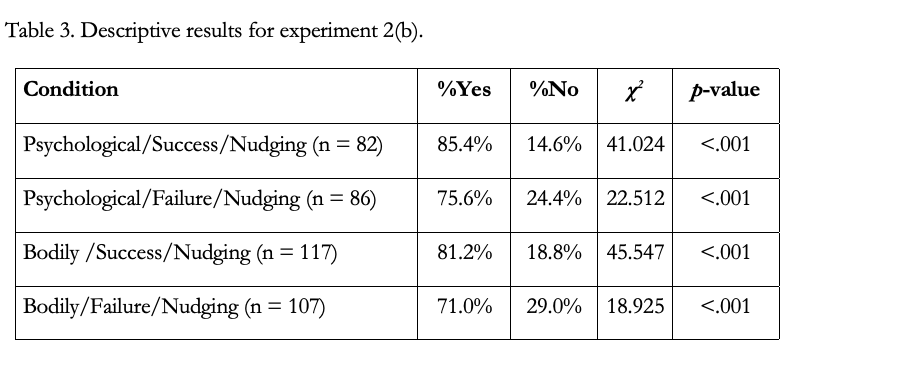 Table 3. Descriptive results for experiment 2(b).
Condition %Yes %No χ² p-value
Psychological/Success/Nudging (n = 82) 85.4% 14.6% 41.024 <.001
Psychological/Failure/Nudging (n = 86) 75.6% 24.4% 22.512 <.001
Bodily /Success/Nudging (n = 117) 81.2% 18.8% 45.547 <.001
Bodily/Failure/Nudging (n = 107) 71.0% 29.0% 18.925 <.001